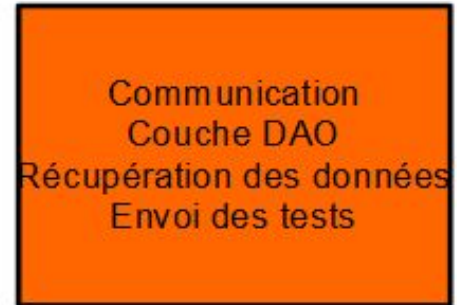 Communication
Couche DAO
Récupération des données
Envoi des tests